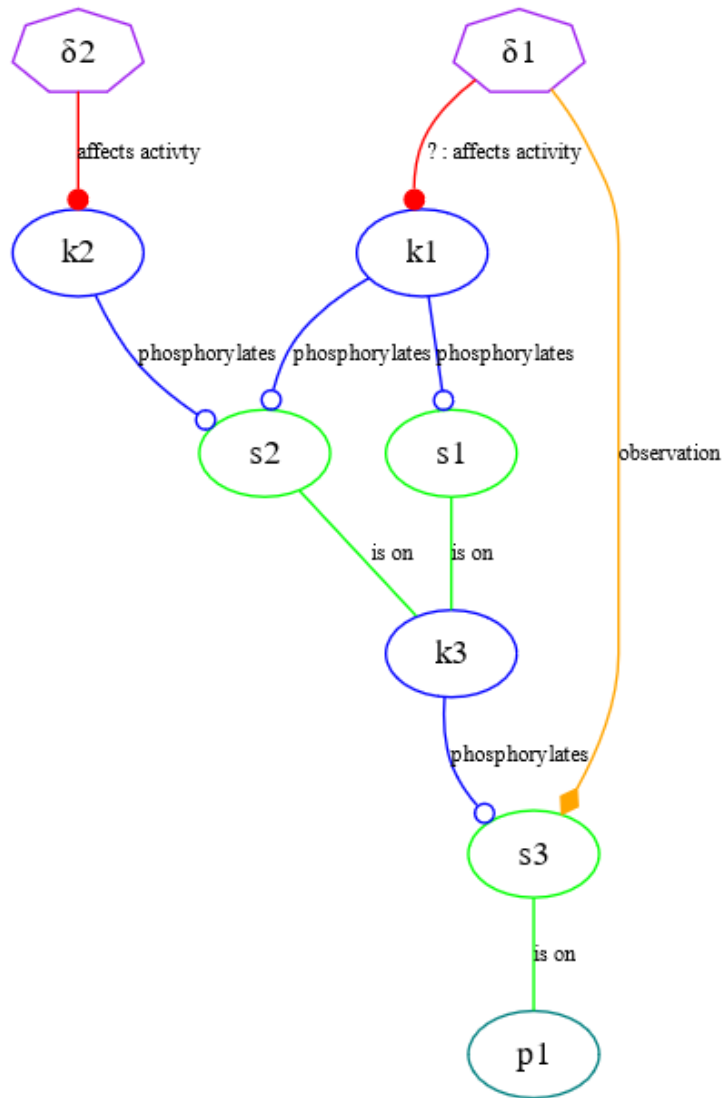 δ2
δ1
affects activty
? : affects activity
k2
k1
phosphorylates
phosphorylates
phosphorylates
s2
s1
observation
is on
is on
k3
phosphorylates
s3
is on
p1